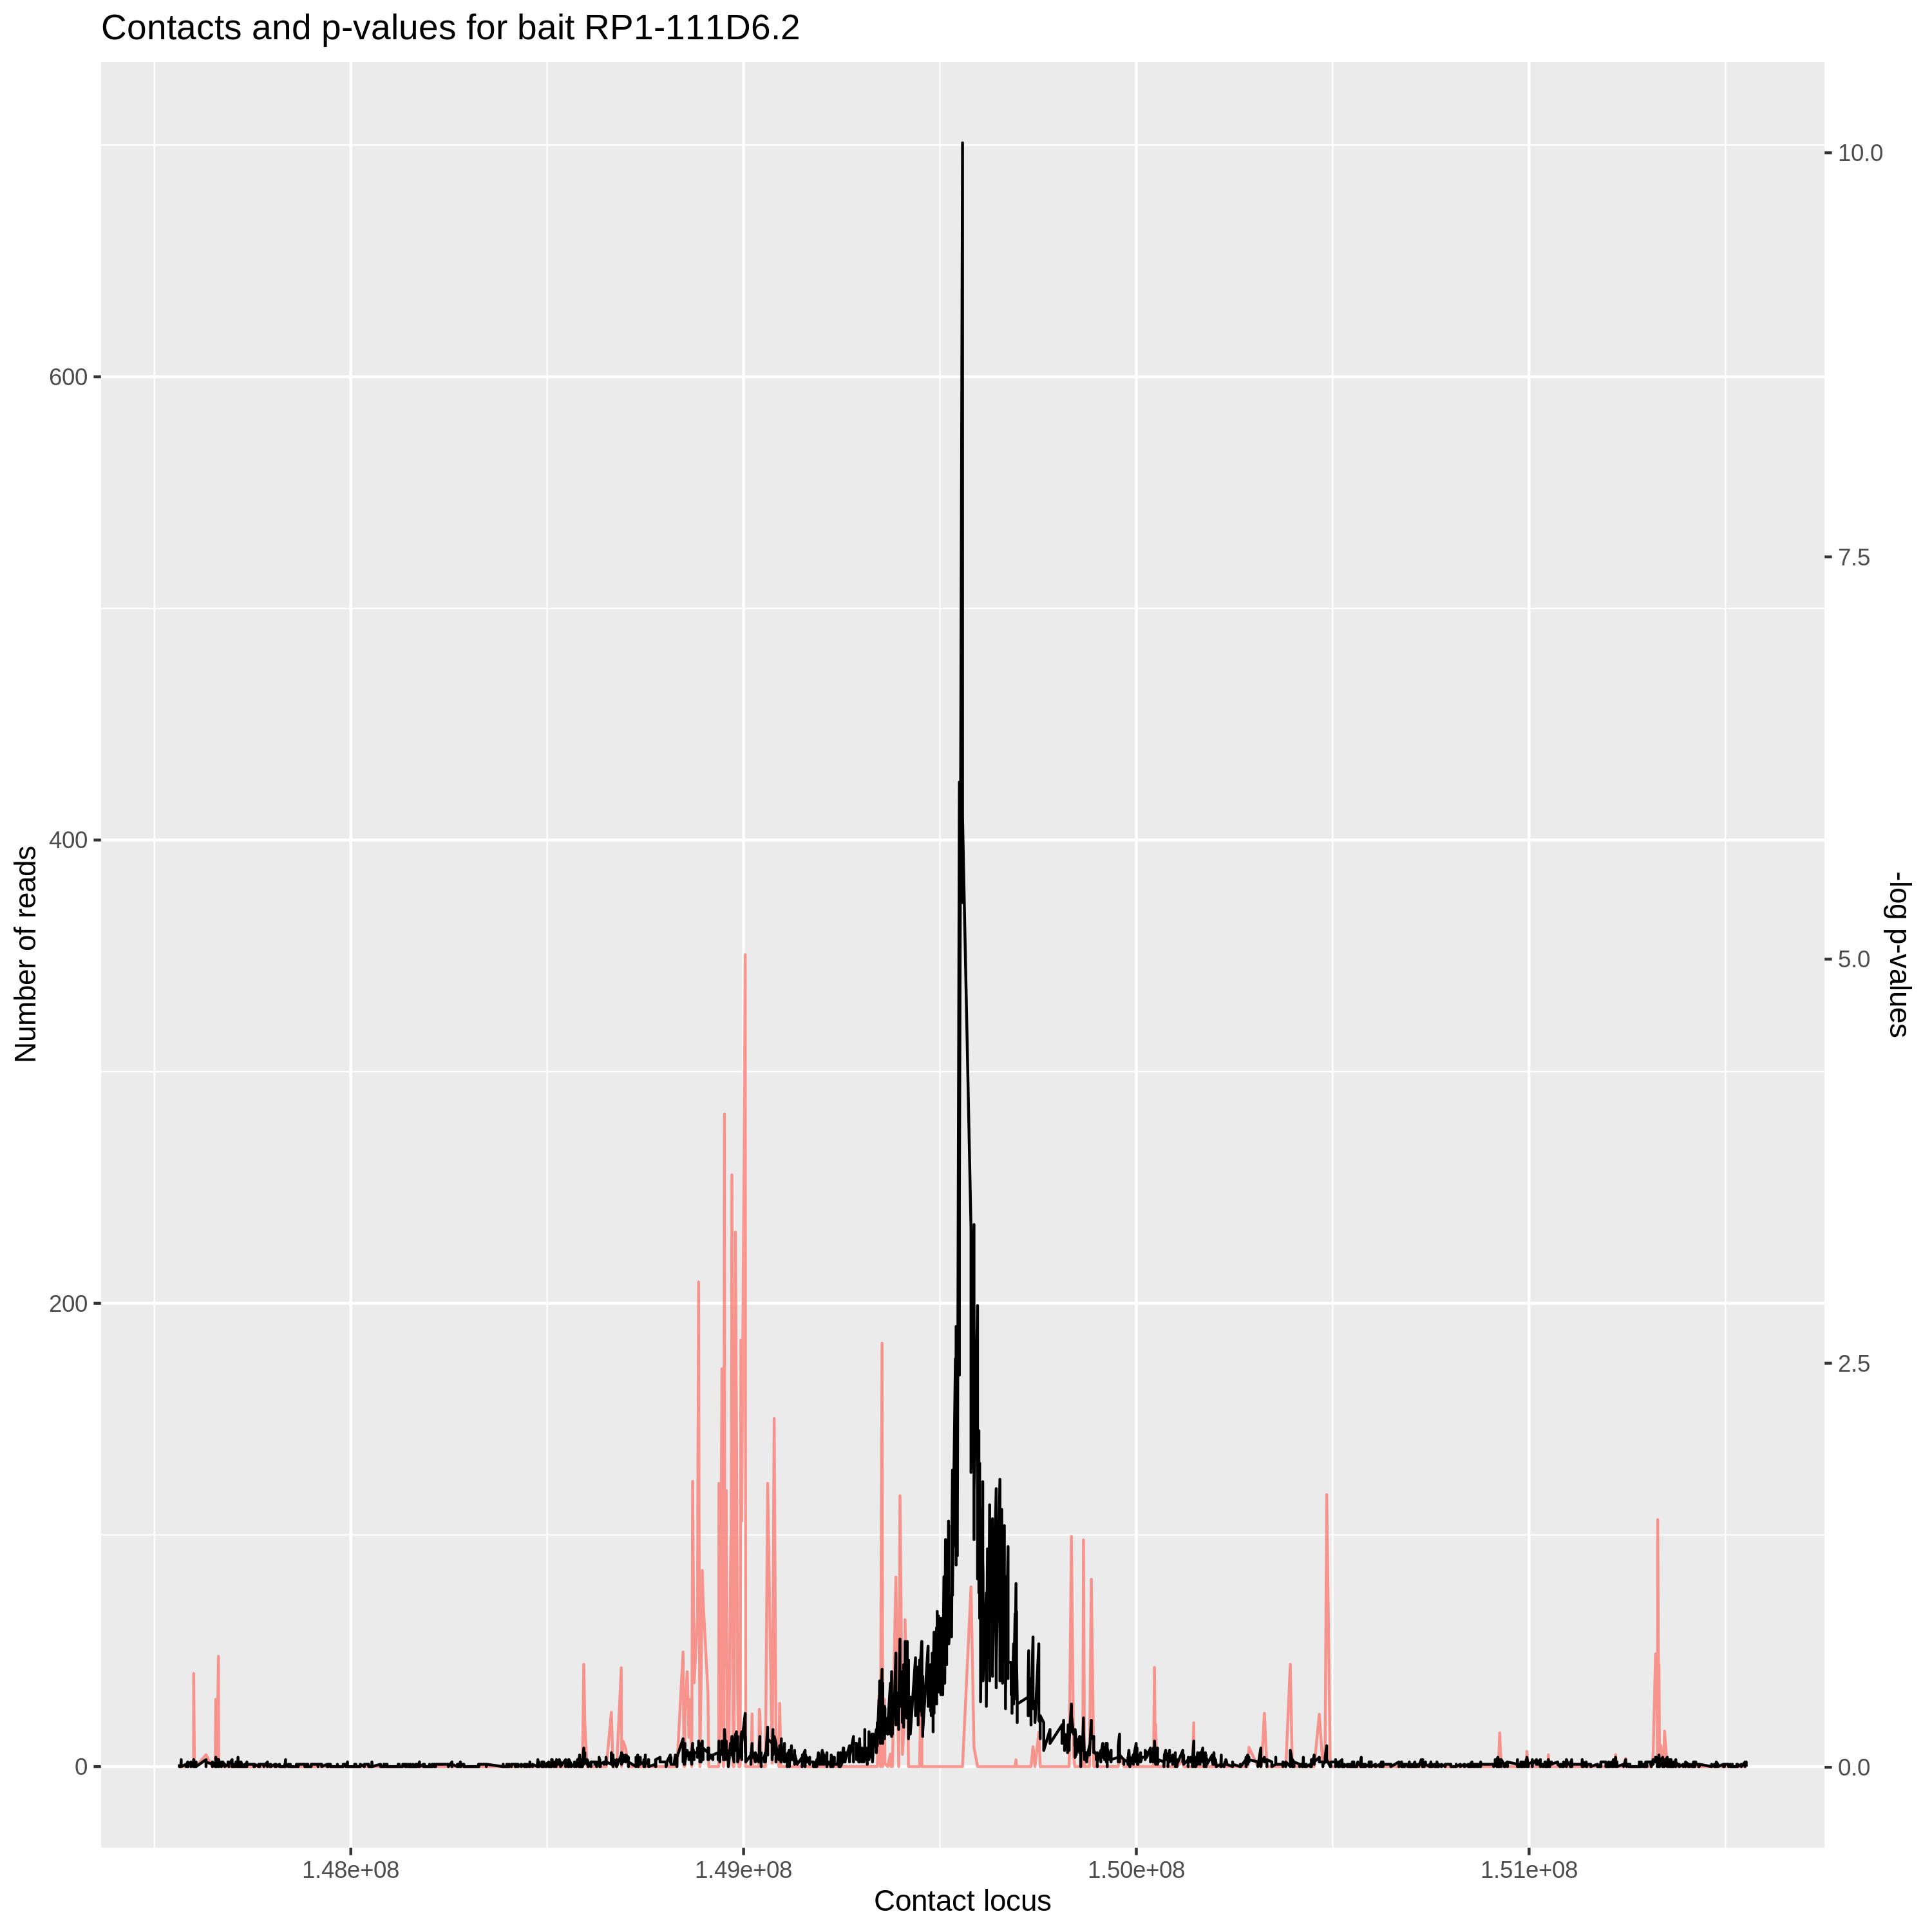 Contacts and p-values for bait RP1-111D6.2
600
400
200
0
Number of reads
10.0
7.5
5.0
2.5
0.0
-log p-values
1.48e+08
1.49e+08
1.50e+08
1.51e+08
Contact locus